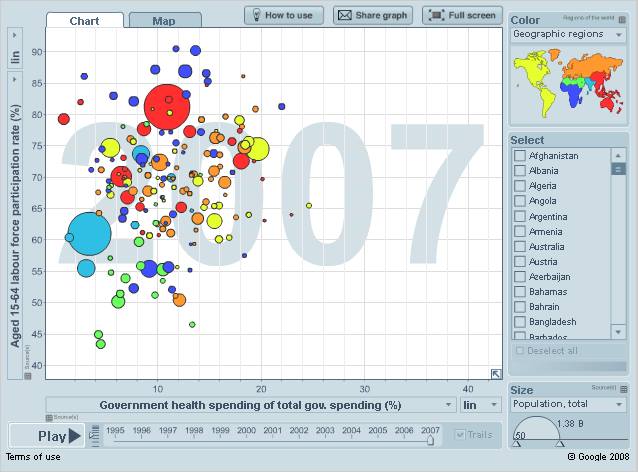 Chart
Map
How to use
Share graph
Full screen
lin
Aged 15-64 labour force participation rate (%)
Source(s)
90
85
80
75
70
65
60
55
50
45
40
2007
10
20
30
40
Government health spending of total gov. spending (%)
lin
Source(s)
Play
1995 1996 1997 1998 1999 2000 2001 2002 2003 2004 2005 2006 2007
Traits
Color
Regions of the world
Geographic regions
Select
Afghanistan
Albania
Algeria
Angola
Argentina
Armenia
Australia
Austria
Azerbaijan
Bahamas
Bahrain
Bangladesh
Barbados
Deselect all
Size
Source(s)
Population, total
1.38 B
50
Terms of use
© Google 2008